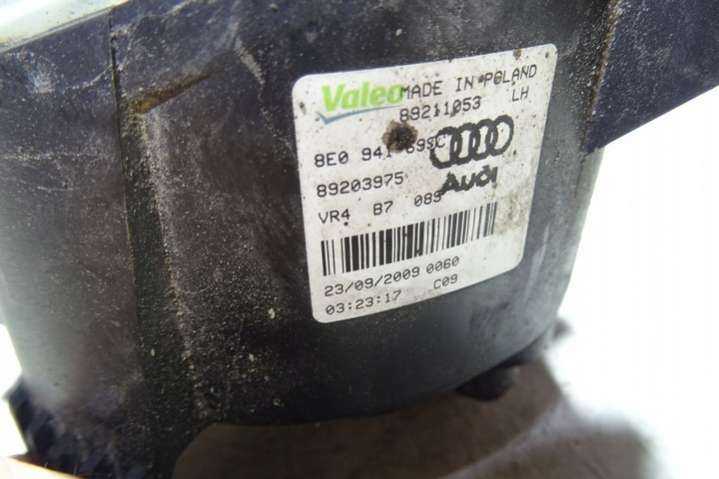 Valeo MADE IN POLAND
89211053 LH
8E0 941
89203975 Audi
VR4 B7 089
23/09/2009 0060
03:23:17 C09